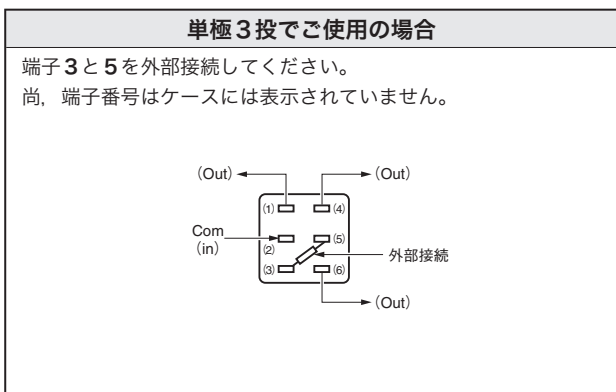 単極3投でご使用の場合
端子3と5を外部接続してください。
尚，端子番号はケースには表示されていません。
（Out） （Out）
(1) (4)
Com
（in）
(2) (5)
外部接続
(3) (6)
（Out）